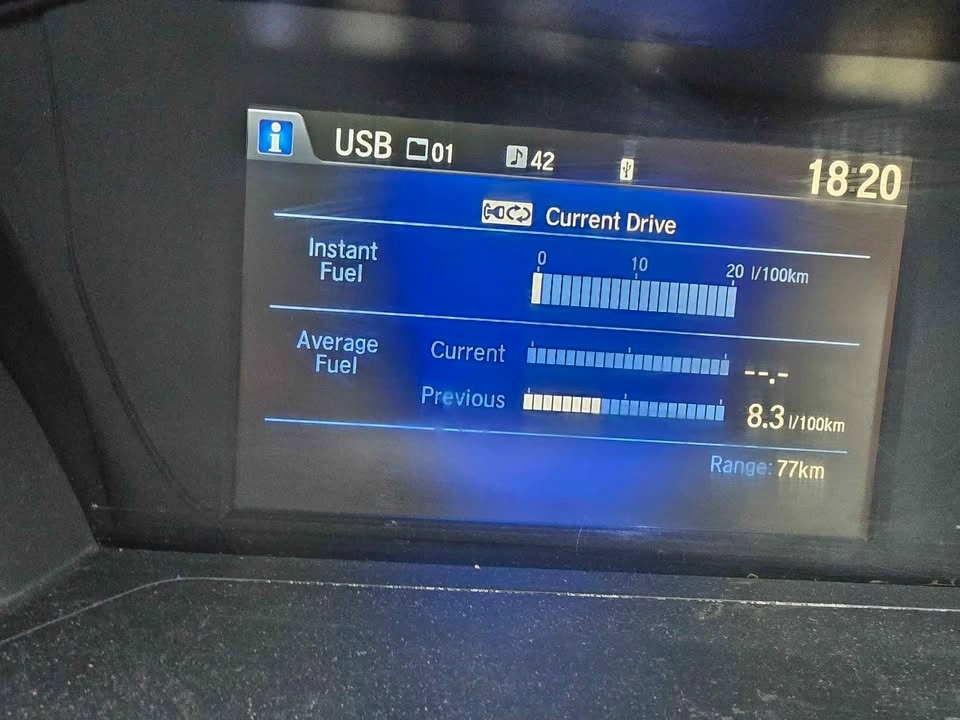 i USB 01 42 18:20
Current Drive
Instant Fuel 0 10 20 l/100km
Average Fuel
Current --.-
Previous 8.3 l/100km
Range: 77km